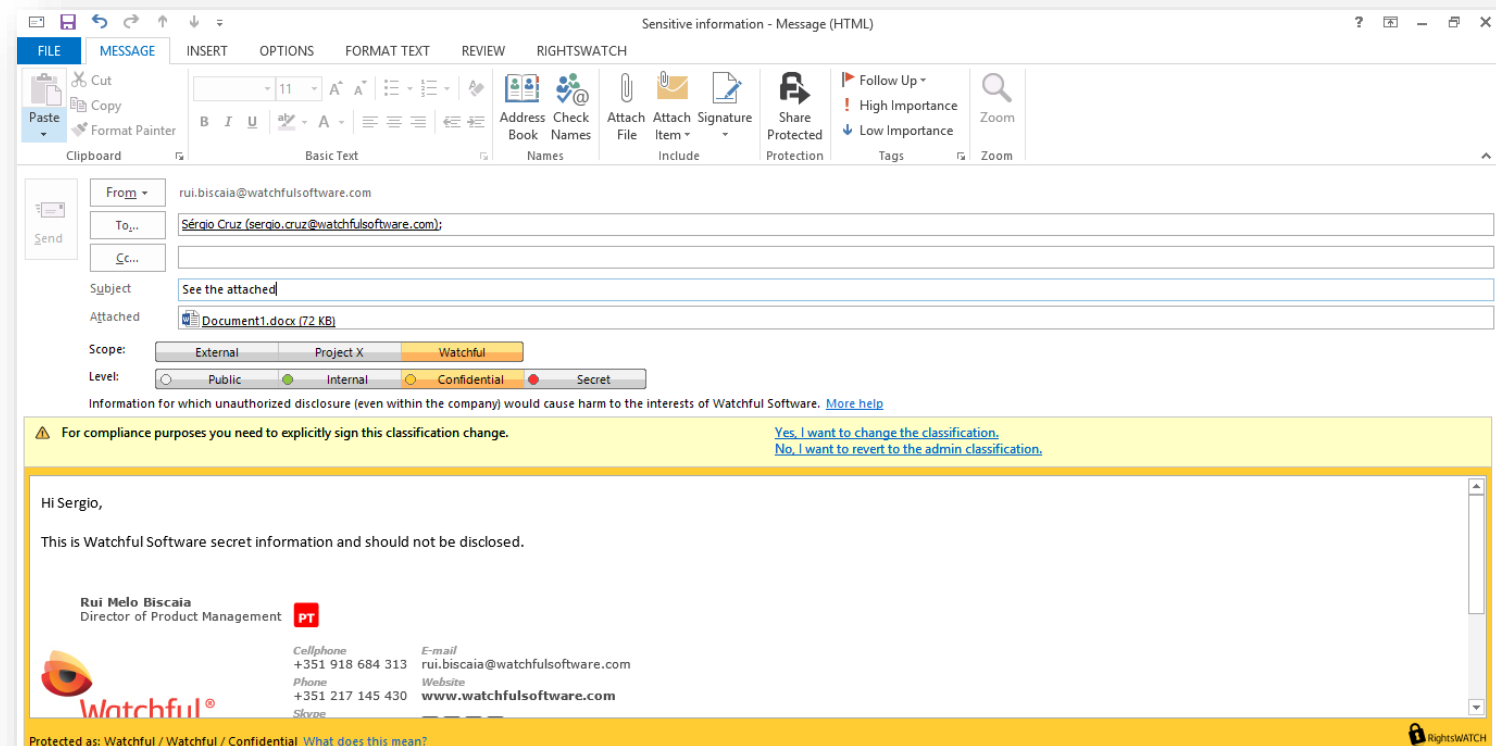 Sensitive information - Message (HTML)
?
FILE MESSAGE INSERT OPTIONS FORMAT TEXT REVIEW RIGHTSWATCH
Paste
Cut
Copy
Format Painter
Clipboard
11
B I U
Basic Text
Address Book
Check Names
Names
Attach File
Attach Item
Signature
Include
Share Protected
Protection
Follow Up
High Importance
Low Importance
Tags
Zoom
Zoom
Send
From rui.biscaia@watchfulsoftware.com
To... Sérgio Cruz (sergio.cruz@watchfulsoftware.com);
Cc...
Subject See the attached
Attached Document1.docx (72 KB)
Scope: External Project X Watchful
Level: Public Internal Confidential Secret
Information for which unauthorized disclosure (even within the company) would cause harm to the interests of Watchful Software. More help
For compliance purposes you need to explicitly sign this classification change. Yes, I want to change the classification.
No, I want to revert to the admin classification.
Hi Sergio,
This is Watchful Software secret information and should not be disclosed.
Rui Melo Biscaia
Director of Product Management PT
Cellphone E-mail
+351 918 684 313 rui.biscaia@watchfulsoftware.com
Phone Website
+351 217 145 430 www.watchfulsoftware.com
Watchful®
Skype
Protected as: Watchful / Watchful / Confidential What does this mean?
RightsWATCH